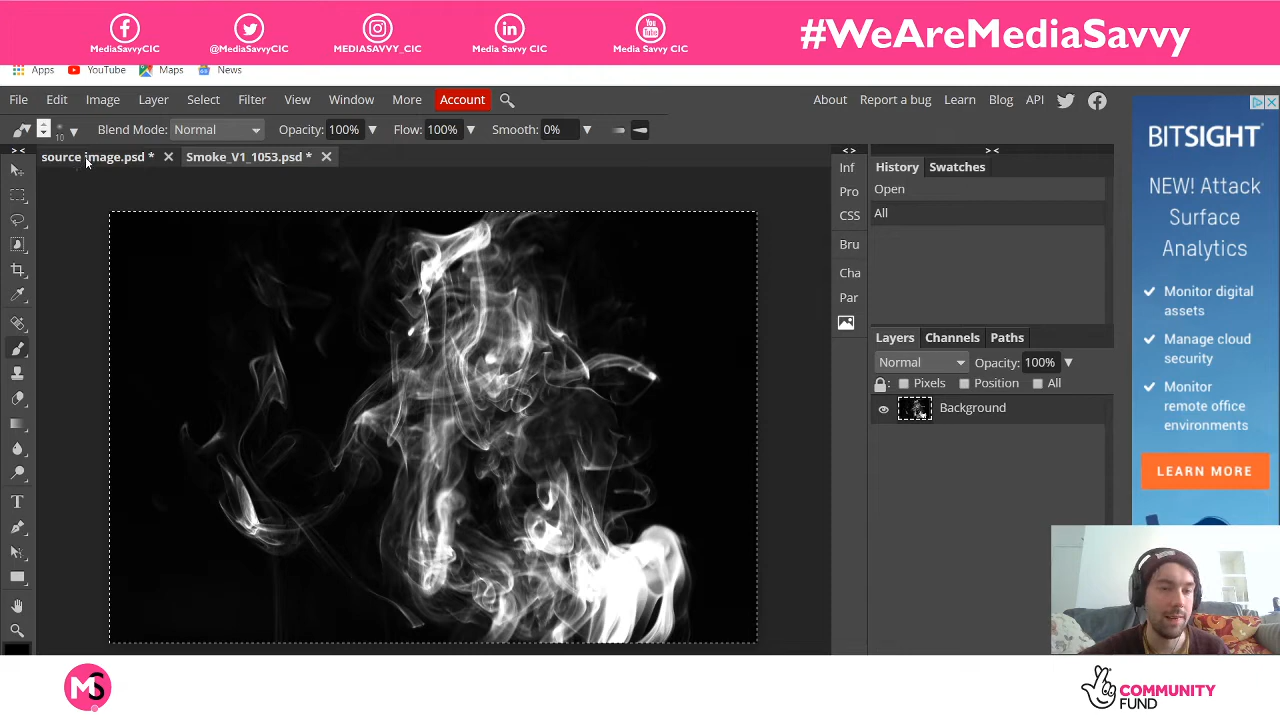 MediaSavvyCIC
@MediaSavvyCIC
MEDIASAVVY_CIC
Media Savvy CIC
You Tube
Media Savvy CIC
#WeAreMediaSavvy
Apps YouTube Maps News
File Edit Image Layer Select Filter View Window More Account
About Report a bug Learn Blog API
10 Blend Mode: Normal Opacity: 100% Flow: 100% Smooth: 0%
source image.psd * Smoke_V1_1053.psd *
Inf
Pro
CSS
Bru
Cha
Par
History Swatches
Open
All
Layers Channels Paths
Normal Opacity: 100%
Pixels Position All
Background
BITSIGHT
NEW! Attack
Surface
Analytics
Monitor digital
assets
Manage cloud
security
Monitor
remote office
environments
LEARN MORE
MS
COMMUNITY
FUND